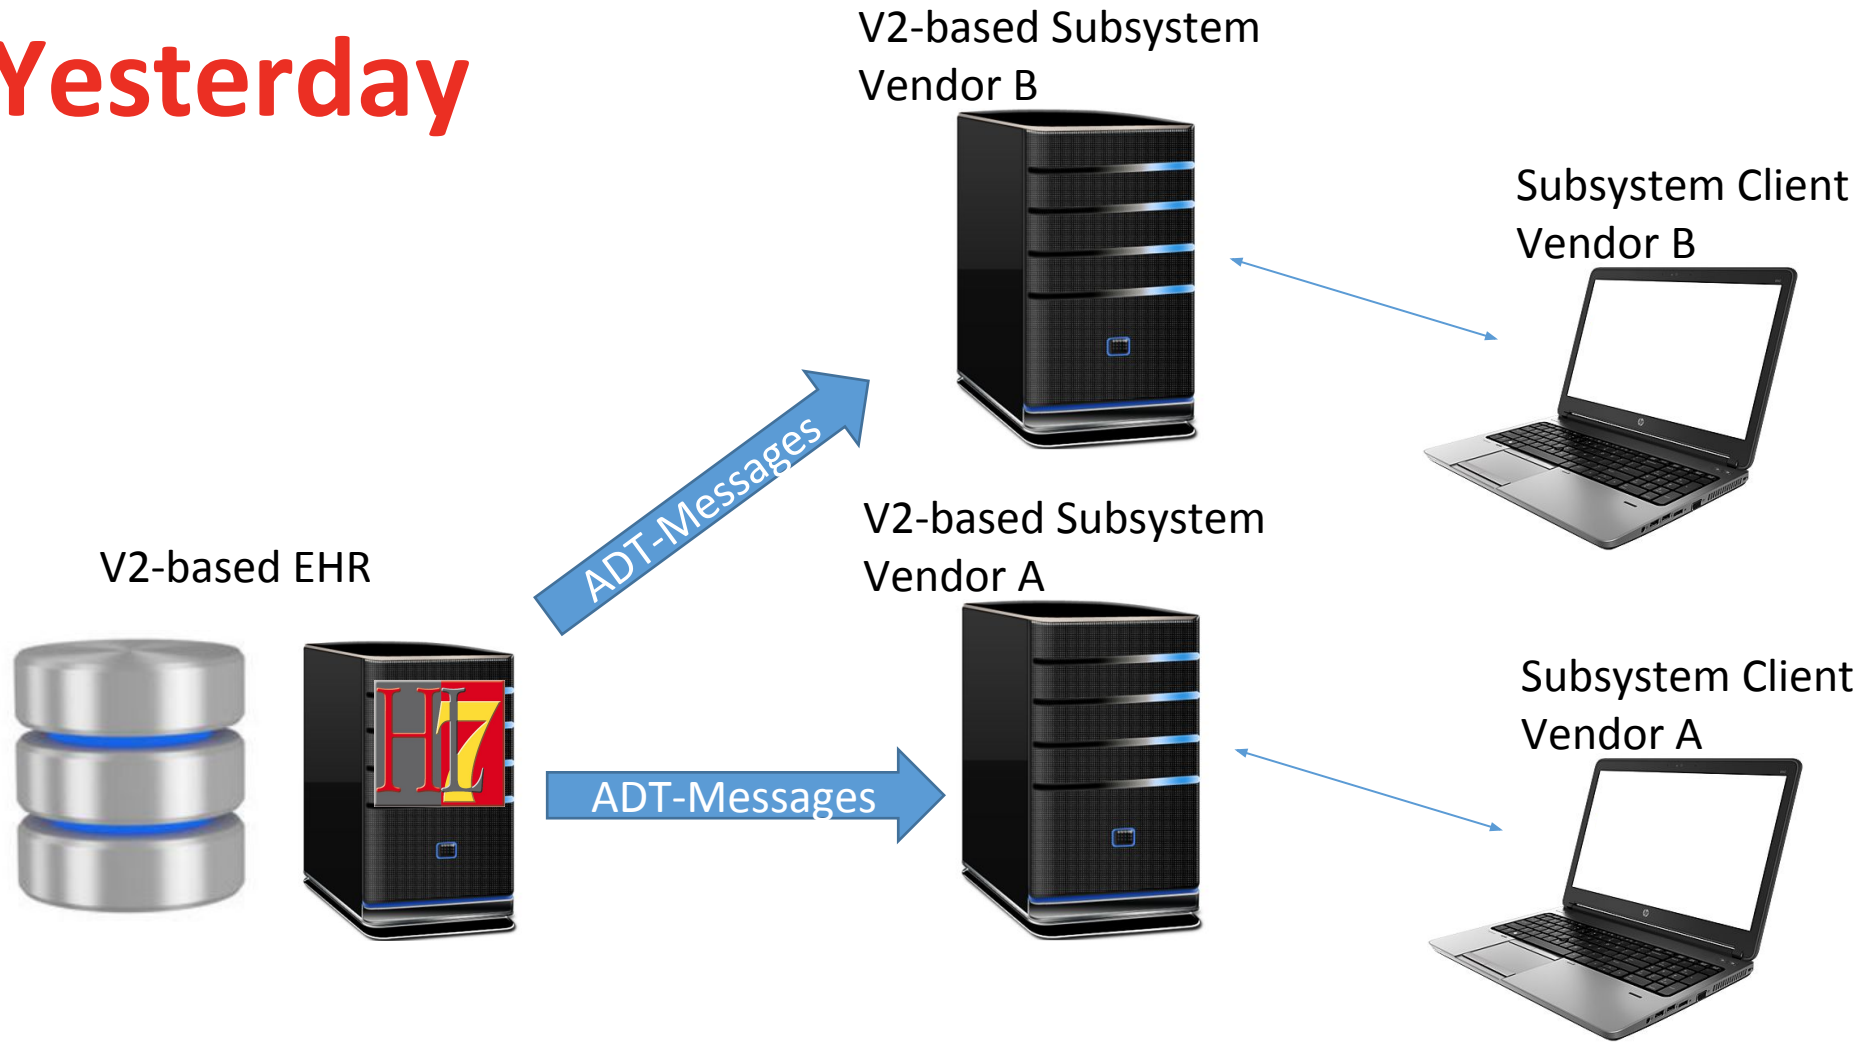 Yesterday
V2-based Subsystem
Vendor B
Subsystem Client
Vendor B
ADT-Messages
V2-based Subsystem
Vendor A
V2-based EHR
HL7
ADT-Messages
Subsystem Client
Vendor A